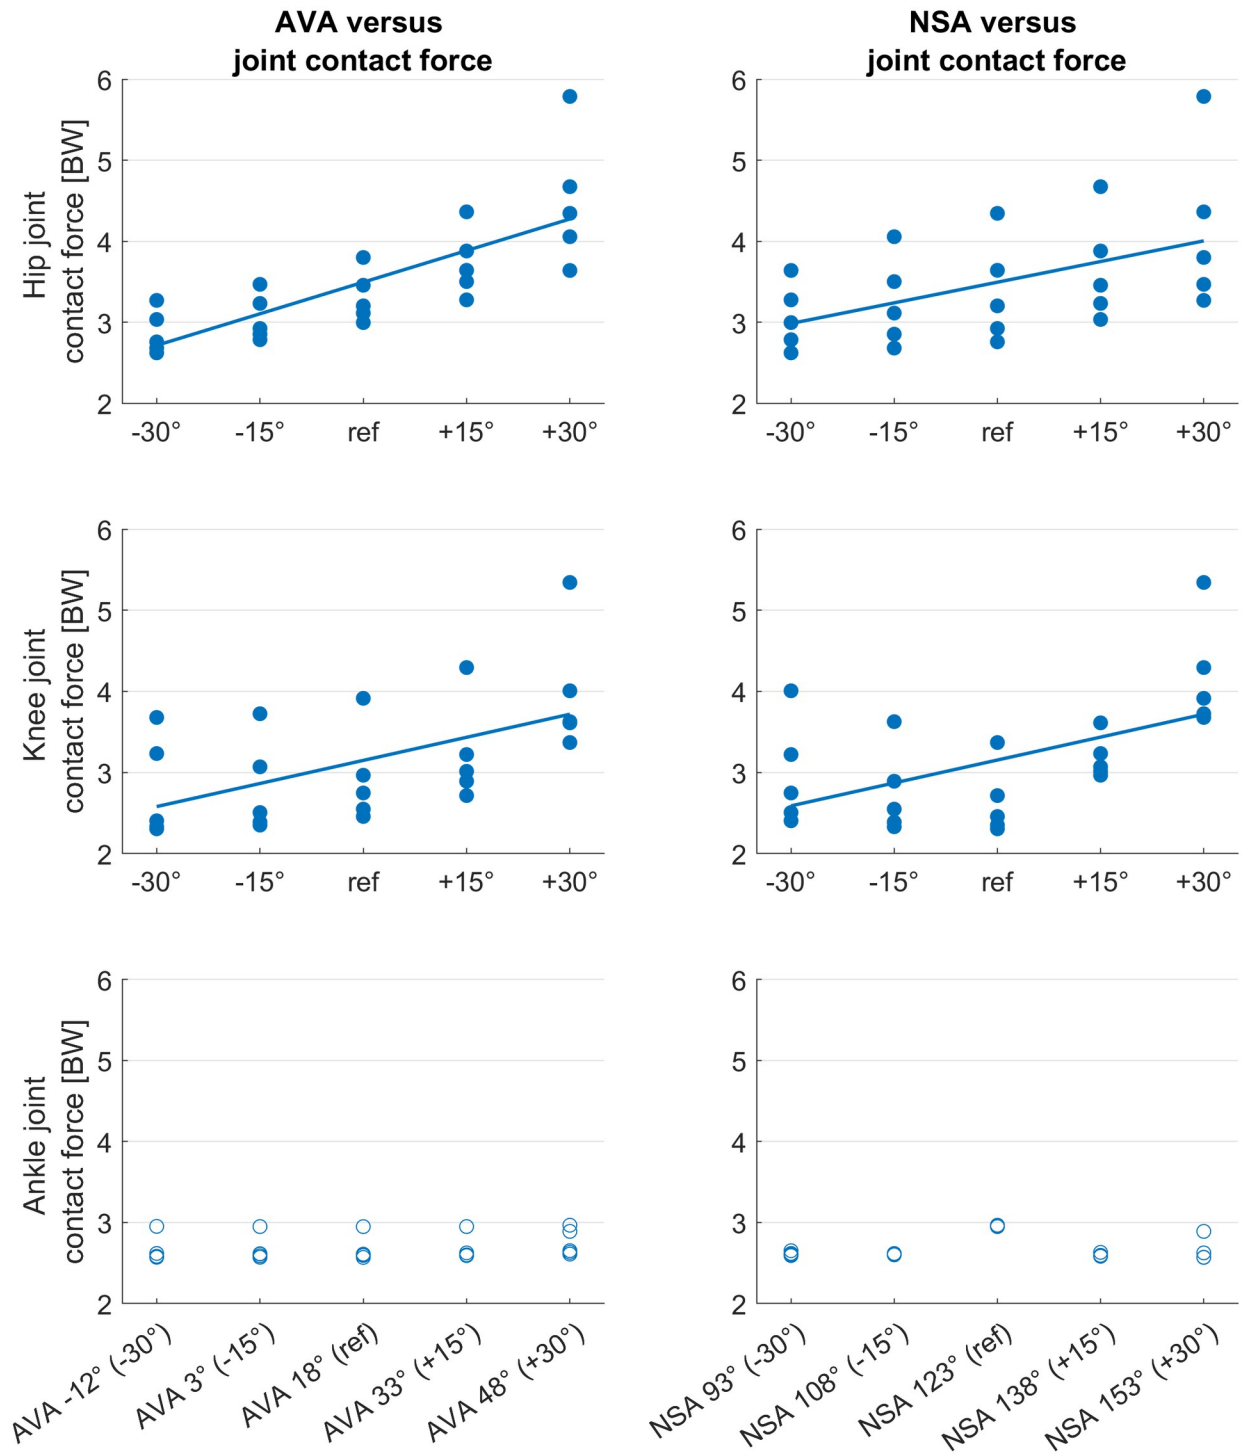 AVA versus
joint contact force
NSA versus
joint contact force
Hip joint
contact force [BW]
6
5
4
3
2
-30°
-15°
ref
+15°
+30°
6
5
4
3
2
-30°
-15°
ref
+15°
+30°
Knee joint
contact force [BW]
6
5
4
3
2
-30°
-15°
ref
+15°
+30°
6
5
4
3
2
-30°
-15°
ref
+15°
+30°
Ankle joint
contact force [BW]
6
5
4
3
2
AVA -12° (-30°)
AVA 3° (-15°)
AVA 18° (ref)
AVA 33° (+15°)
AVA 48° (+30°)
6
5
4
3
2
NSA 93° (-30°)
NSA 108° (-15°)
NSA 123° (ref)
NSA 138° (+15°)
NSA 153° (+30°)